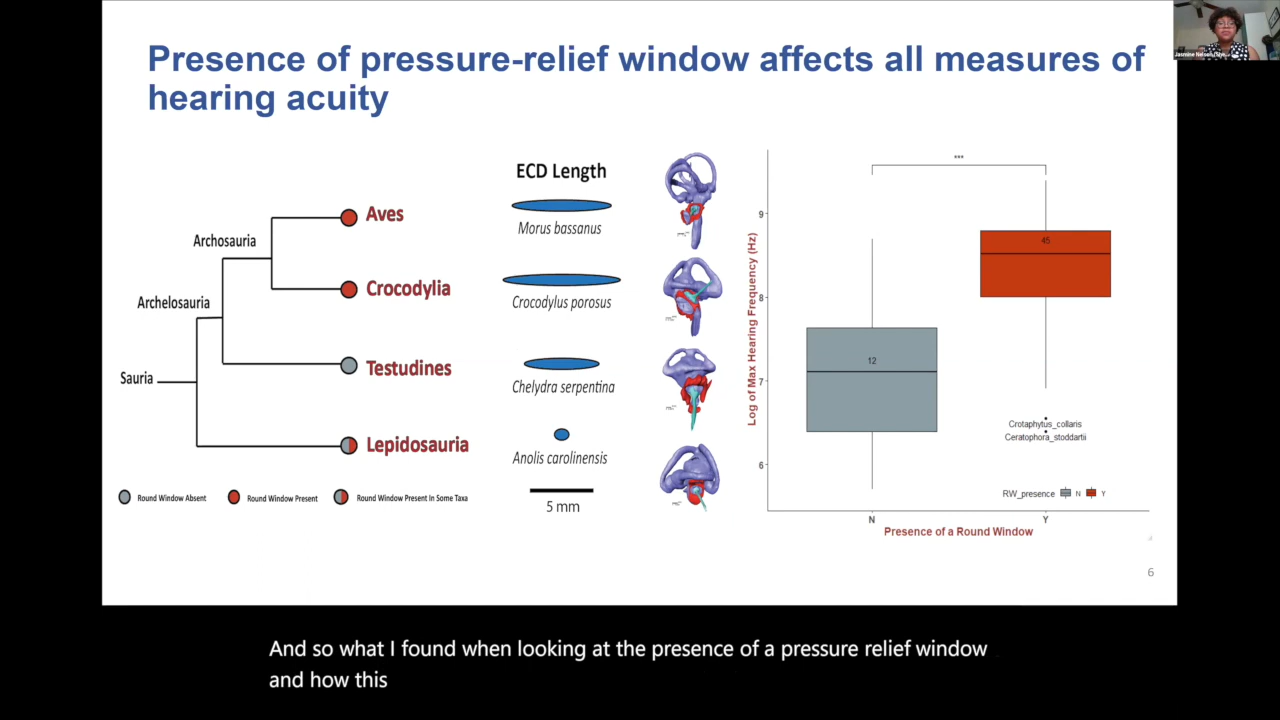 Presence of pressure-relief window affects all measures of
hearing acuity
Jasmine Nelson
ECD Length
Aves
Morus bassanus
Archosauria
Crocodylia
Crocodylus porosus
Archelosauria
Testudines
Chelydra serpentina
Sauria
Lepidosauria
Anolis carolinensis
5 mm
Round Window Absent
Round Window Present
Round Window Present In Some Taxa
***
Log of Max Hearing Frequency (Hz)
9
8
7
6
12
45
Crotaphytus_collaris
Ceratophora_stoddartii
RW_presence N Y
N
Y
Presence of a Round Window
6
And so what I found when looking at the presence of a pressure relief window
and how this